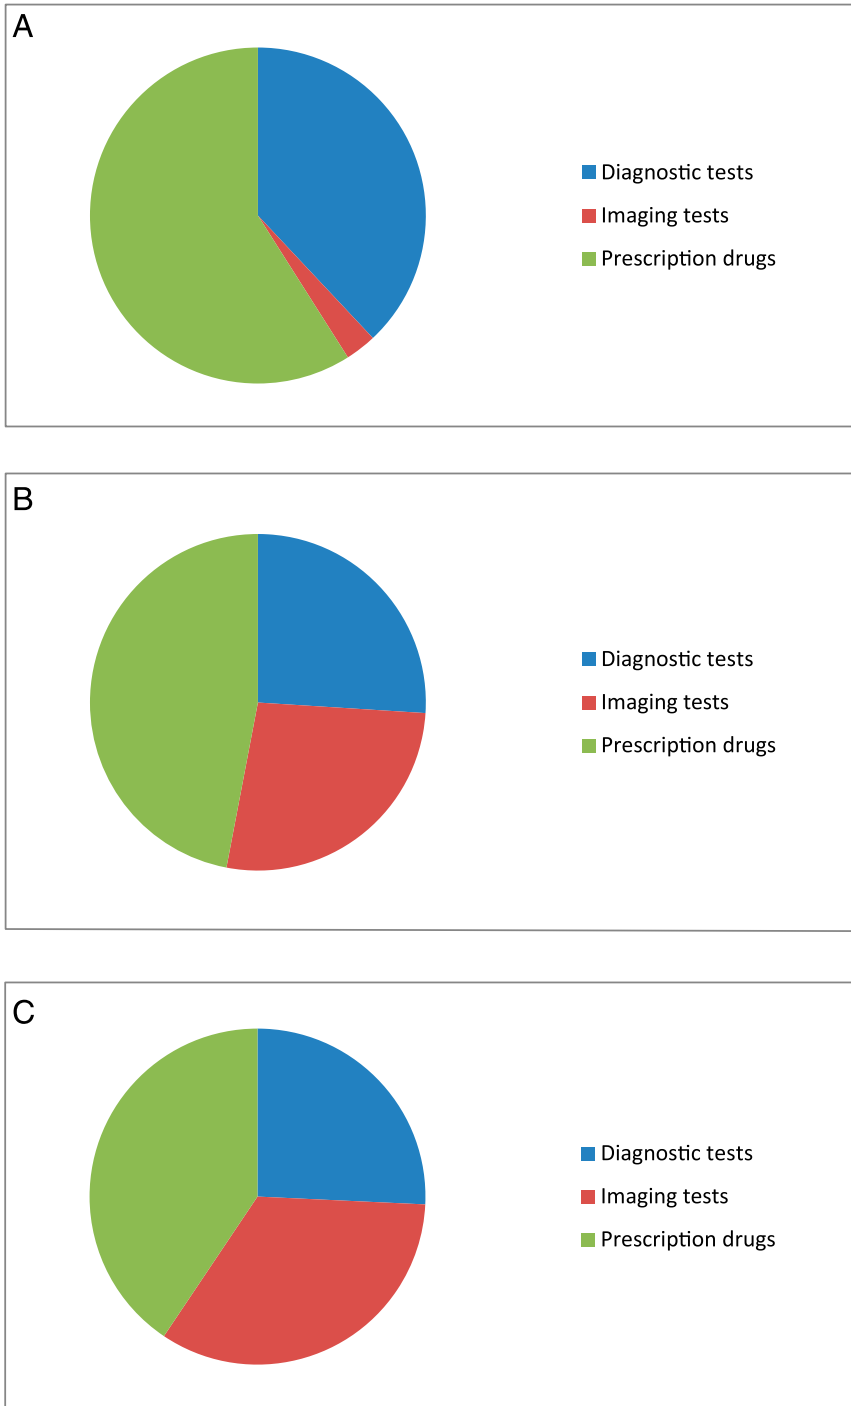 A
Diagnostic tests
Imaging tests
Prescription drugs
B
Diagnostic tests
Imaging tests
Prescription drugs
C
Diagnostic tests
Imaging tests
Prescription drugs